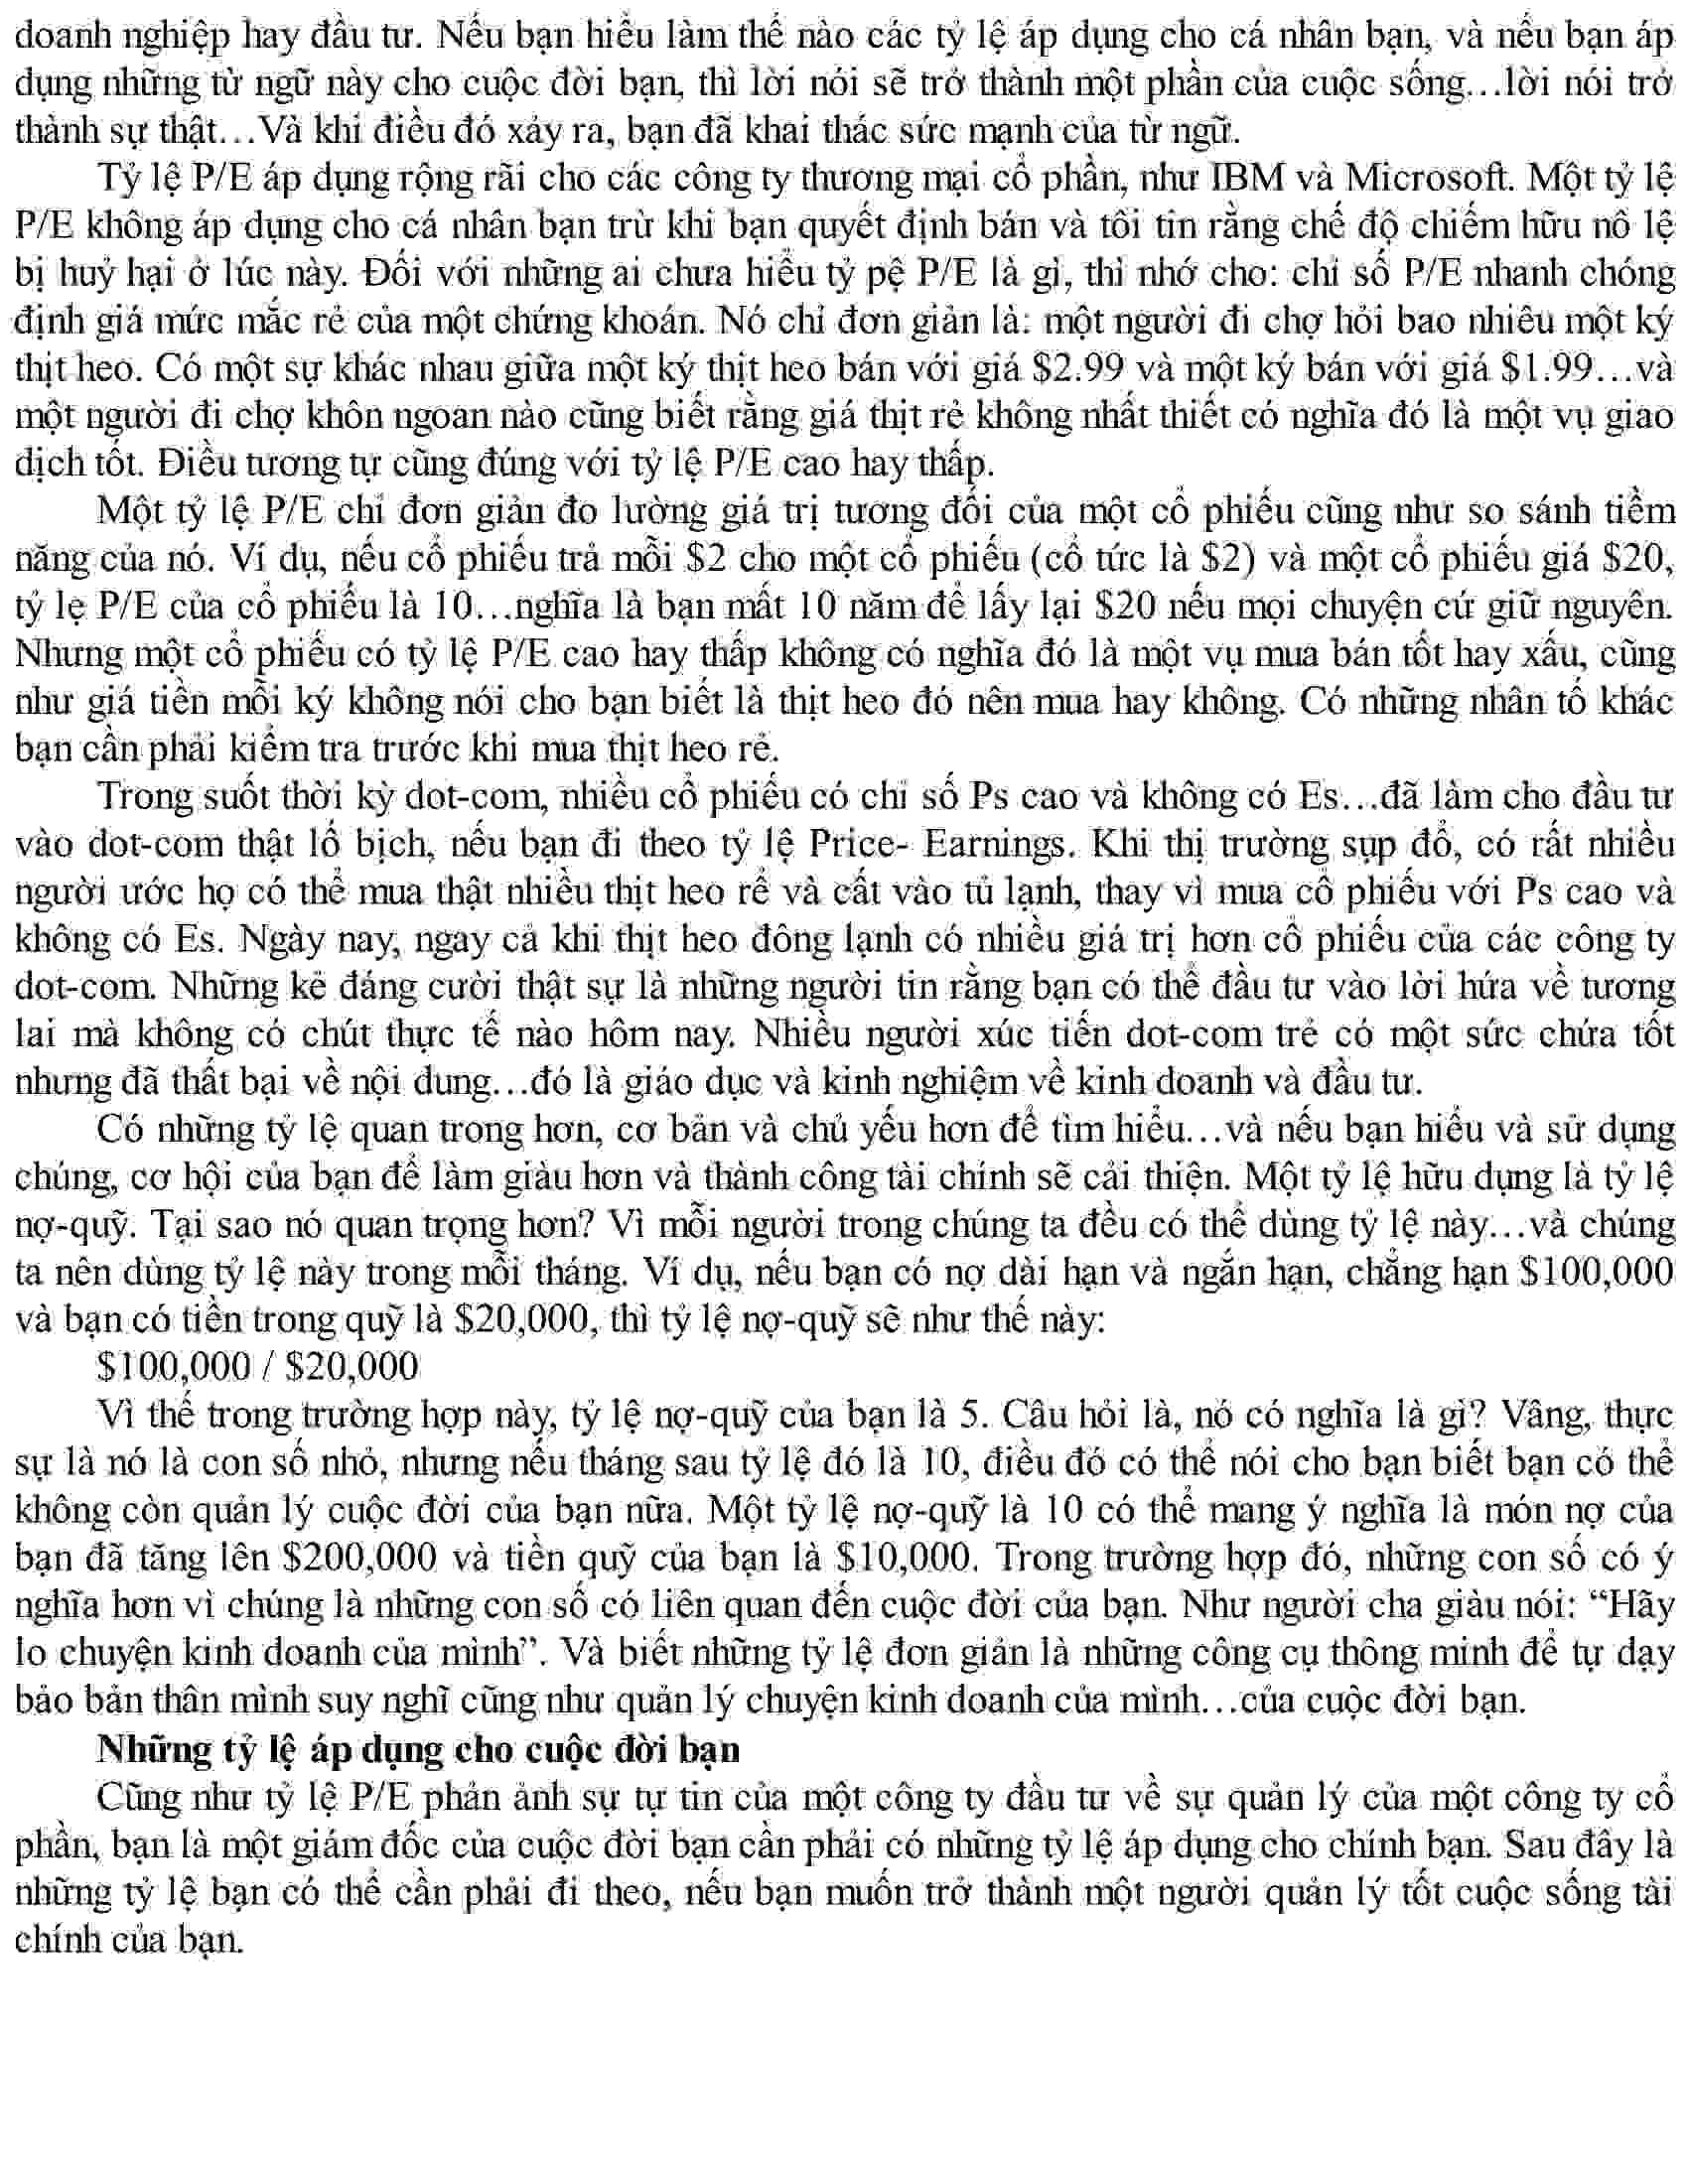 doanh nghiệp hay đầu tư. Nếu bạn hiểu làm thế nào các tỷ lệ áp dụng cho cá nhân bạn, và nếu bạn áp
dụng những từ ngữ này cho cuộc đời bạn, thì lời nói sẽ trở thành một phần của cuộc sống…lời nói trở
thành sự thật…Và khi điều đó xảy ra, bạn đã khai thác sức mạnh của từ ngữ.
Tỷ lệ P/E áp dụng rộng rãi cho các công ty thương mại cổ phần, như IBM và Microsoft. Một tỷ lệ
P/E không áp dụng cho cá nhân bạn trừ khi bạn quyết định bán và tôi tin rằng chế độ chiếm hữu nô lệ
bị huỷ hại ở lúc này. Đối với những ai chưa hiểu tỷ pệ P/E là gì, thì nhớ cho: chỉ số P/E nhanh chóng
định giá mức mắc rẻ của một chứng khoán. Nó chỉ đơn giản là: một người đi chợ hỏi bao nhiêu một ký
thịt heo. Có một sự khác nhau giữa một ký thịt heo bán với giá $2.99 và một ký bán với giá $1.99…và
một người đi chợ khôn ngoan nào cũng biết rằng giá thịt rẻ không nhất thiết có nghĩa đó là một vụ giao
dịch tốt. Điều tương tự cũng đúng với tỷ lệ P/E cao hay thấp.
Một tỷ lệ P/E chỉ đơn giản đo lường giá trị tương đối của một cổ phiếu cũng như so sánh tiềm
năng của nó. Ví dụ, nếu cổ phiếu trả mỗi $2 cho một cổ phiếu (cổ tức là $2) và một cổ phiếu giá $20,
tỷ lẹ P/E của cổ phiếu là 10…nghĩa là bạn mất 10 năm để lấy lại $20 nếu mọi chuyện cứ giữ nguyên.
Nhưng một cổ phiếu có tỷ lệ P/E cao hay thấp không có nghĩa đó là một vụ mua bán tốt hay xấu, cũng
như giá tiền mỗi ký không nói cho bạn biết là thịt heo đó nên mua hay không. Có những nhân tố khác
bạn cần phải kiểm tra trước khi mua thịt heo rẻ.
Trong suốt thời kỳ dot-com, nhiều cổ phiếu có chỉ số Ps cao và không có Es…đã làm cho đầu tư
vào dot-com thật lố bịch, nếu bạn đi theo tỷ lệ Price- Earnings. Khi thị trường sụp đổ, có rất nhiều
người ước họ có thể mua thật nhiều thịt heo rể và cất vào tủ lạnh, thay vì mua cổ phiếu với Ps cao và
không có Es. Ngày nay, ngay cả khi thịt heo đông lạnh có nhiều giá trị hơn cổ phiếu của các công ty
dot-com. Những kẻ đáng cười thật sự là những người tin rằng bạn có thể đầu tư vào lời hứa về tương
lai mà không có chút thực tế nào hôm nay. Nhiều người xúc tiến dot-com trẻ có một sức chứa tốt
nhưng đã thất bại về nội dung…đó là giáo dục và kinh nghiệm về kinh doanh và đầu tư.
Có những tỷ lệ quan trong hơn, cơ bản và chủ yếu hơn để tìm hiểu…và nếu bạn hiểu và sử dụng
chúng, cơ hội của bạn để làm giàu hơn và thành công tài chính sẽ cải thiện. Một tỷ lệ hữu dụng là tỷ lệ
nợ-quỹ. Tại sao nó quan trọng hơn? Vì mỗi người trong chúng ta đều có thể dùng tỷ lệ này…và chúng
ta nên dùng tỷ lệ này trong mỗi tháng. Ví dụ, nếu bạn có nợ dài hạn và ngắn hạn, chẳng hạn $100,000
và bạn có tiền trong quỹ là $20,000, thì tỷ lệ nợ-quỹ sẽ như thế này:
$100,000 / $20,000
Vì thế trong trường hợp này, tỷ lệ nợ-quỹ của bạn là 5. Câu hỏi là, nó có nghĩa là gì? Vâng, thực
sự là nó là con số nhỏ, nhưng nếu tháng sau tỷ lệ đó là 10, điều đó có thể nói cho bạn biết bạn có thể
không còn quản lý cuộc đời của bạn nữa. Một tỷ lệ nợ-quỹ là 10 có thể mang ý nghĩa là món nợ của
bạn đã tăng lên $200,000 và tiền quỹ của bạn là $10,000. Trong trường hợp đó, những con số có ý
nghĩa hơn vì chúng là những con số có liên quan đến cuộc đời của bạn. Như người cha giàu nói: “Hãy
lo chuyện kinh doanh của mình”. Và biết những tỷ lệ đơn giản là những công cụ thông minh để tự dạy
bảo bản thân mình suy nghĩ cũng như quản lý chuyện kinh doanh của mình…của cuộc đời bạn.
Những tỷ lệ áp dụng cho cuộc đời bạn
Cũng như tỷ lệ P/E phản ảnh sự tự tin của một công ty đầu tư về sự quản lý của một công ty cổ
phần, bạn là một giám đốc của cuộc đời bạn cần phải có những tỷ lệ áp dụng cho chính bạn. Sau đây là
những tỷ lệ bạn có thể cần phải đi theo, nếu bạn muốn trở thành một người quản lý tốt cuộc sống tài
chính của bạn.